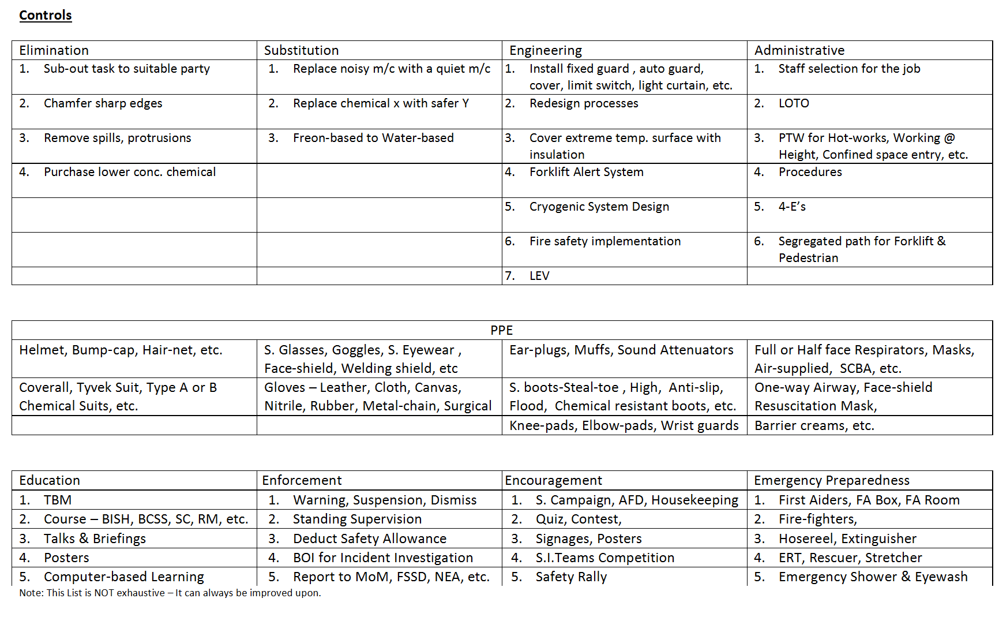 Controls
Elimination Substitution Engineering Administrative
1. Sub-out task to suitable party 1. Replace noisy m/c with a quiet m/c 1. Install fixed guard , auto guard, 1. Staff selection for the job
cover, limit switch, light curtain, etc.
2. Chamfer sharp edges 2. Replace chemical x with safer Y 2. Redesign processes 2. LOTO
3. Remove spills, protrusions 3. Freon-based to Water-based 3. Cover extreme temp. surface with 3. PTW for Hot-works, Working @
insulation Height, Confined space entry, etc.
4. Purchase lower conc. chemical 4. Forklift Alert System 4. Procedures
5. Cryogenic System Design 5. 4-E’s
6. Fire safety implementation 6. Segregated path for Forklift &
Pedestrian
7. LEV
PPE
Helmet, Bump-cap, Hair-net, etc. S. Glasses, Goggles, S. Eyewear , Ear-plugs, Muffs, Sound Attenuators Full or Half face Respirators, Masks,
Face-shield, Welding shield, etc Air-supplied, SCBA, etc.
Coverall, Tyvek Suit, Type A or B Gloves – Leather, Cloth, Canvas, S. boots-Steal-toe , High, Anti-slip, One-way Airway, Face-shield
Chemical Suits, etc. Nitrile, Rubber, Metal-chain, Surgical Flood, Chemical resistant boots, etc. Resuscitation Mask,
Knee-pads, Elbow-pads, Wrist guards Barrier creams, etc.
Education Enforcement Encouragement Emergency Preparedness
1. TBM 1. Warning, Suspension, Dismiss 1. S. Campaign, AFD, Housekeeping 1. First Aiders, FA Box, FA Room
2. Course – BISH, BCSS, SC, RM, etc. 2. Standing Supervision 2. Quiz, Contest, 2. Fire-fighters,
3. Talks & Briefings 3. Deduct Safety Allowance 3. Signages, Posters 3. Hosereel, Extinguisher
4. Posters 4. BOI for Incident Investigation 4. S.I.Teams Competition 4. ERT, Rescuer, Stretcher
5. Computer-based Learning 5. Report to MoM, FSSD, NEA, etc. 5. Safety Rally 5. Emergency Shower & Eyewash
Note: This List is NOT exhaustive – It can always be improved upon.